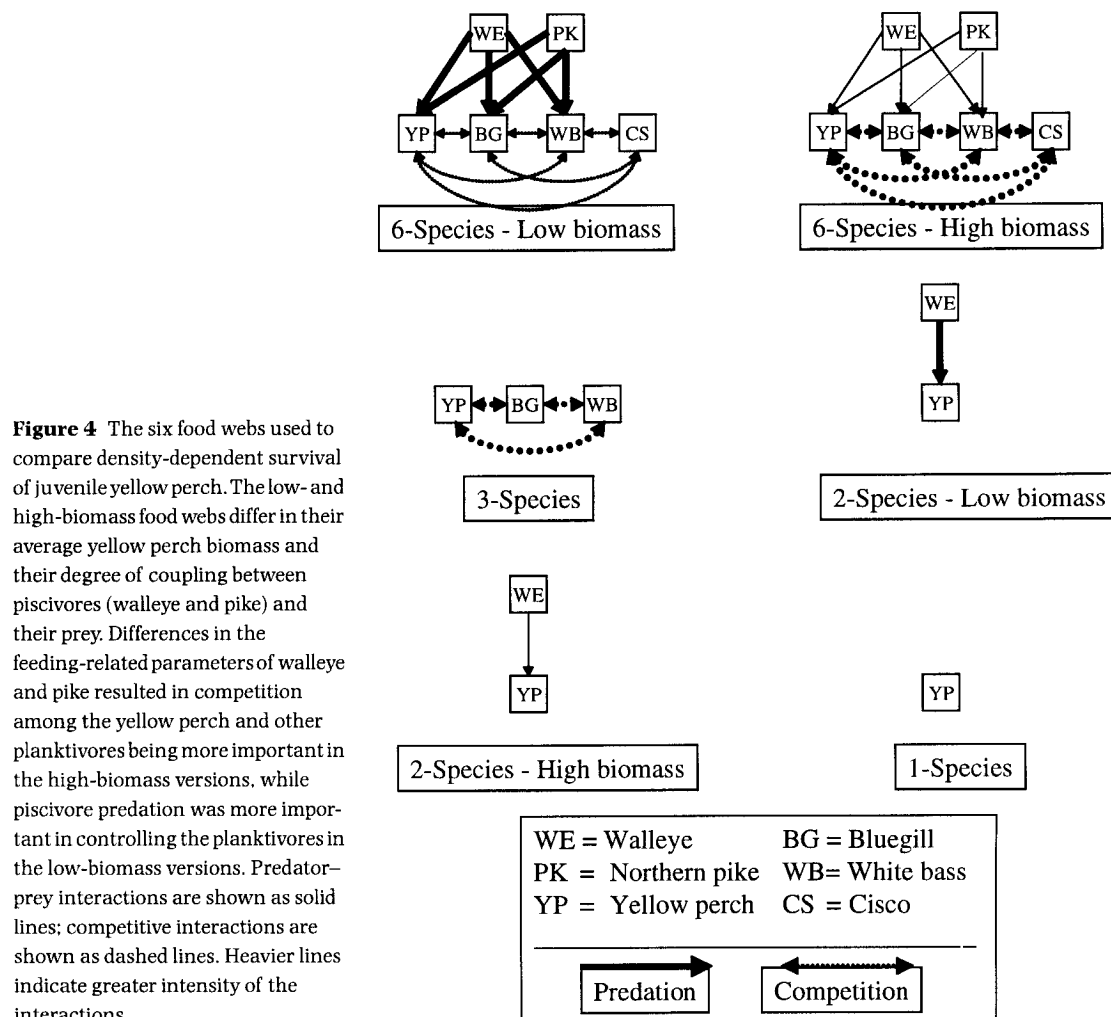 WE PK
YP BG WB CS
6-Species - Low biomass
WE PK
YP BG WB CS
6-Species - High biomass
YP BG WB
3-Species
WE
YP
2-Species - Low biomass
WE
YP
2-Species - High biomass
YP
1-Species
WE = Walleye BG = Bluegill
PK = Northern pike WB= White bass
YP = Yellow perch CS = Cisco
Predation Competition
Figure 4 The six food webs used to
compare density-dependent survival
of juvenile yellow perch. The low- and
high-biomass food webs differ in their
average yellow perch biomass and
their degree of coupling between
piscivores (walleye and pike) and
their prey. Differences in the
feeding-related parameters of walleye
and pike resulted in competition
among the yellow perch and other
planktivores being more important in
the high-biomass versions, while
piscivore predation was more impor-
tant in controlling the planktivores in
the low-biomass versions. Predator–
prey interactions are shown as solid
lines; competitive interactions are
shown as dashed lines. Heavier lines
indicate greater intensity of the
interactions.